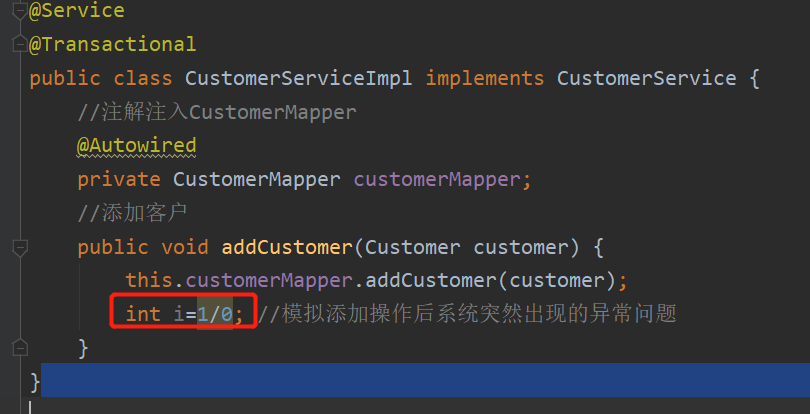 @Service
@Transactional
public class CustomerServiceImpl implements CustomerService {
//注解注入CustomerMapper
@Autowired
private CustomerMapper customerMapper;
//添加客户
public void addCustomer(Customer customer) {
this.customerMapper.addCustomer(customer);
int i=1/0; //模拟添加操作后系统突然出现的异常问题
}
}